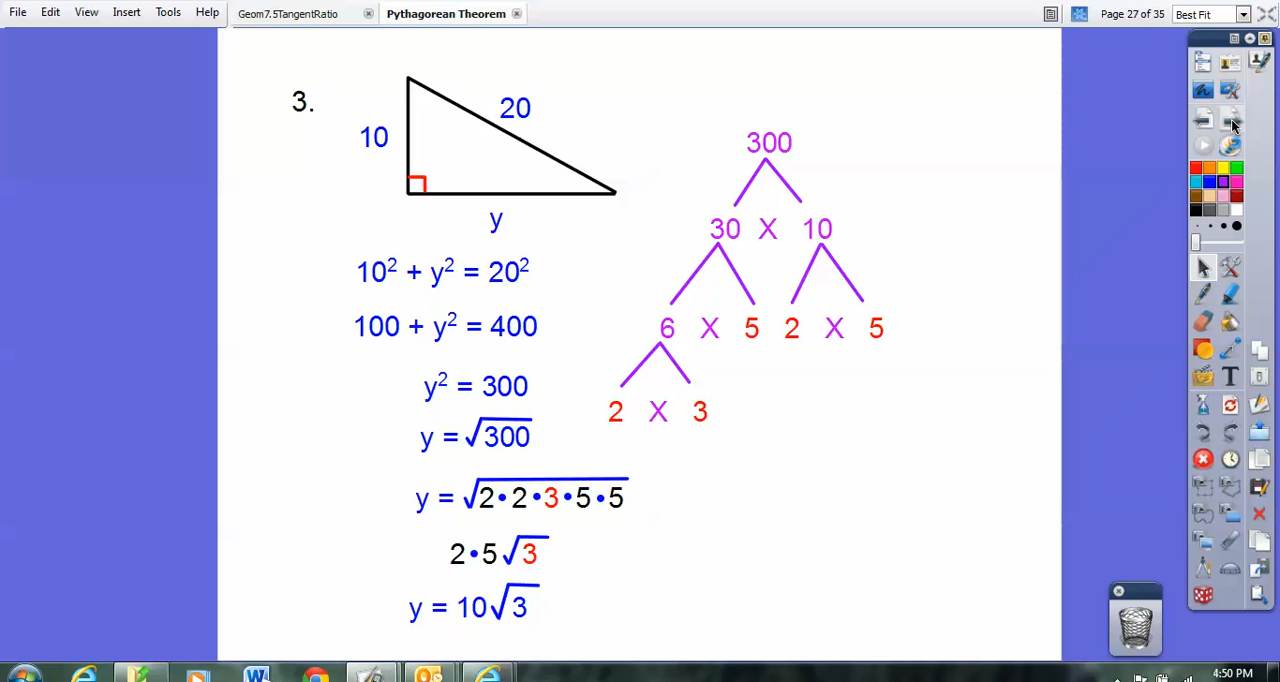 File Edit View Insert Tools Help Geom7.5TangentRatio Pythagorean Theorem Page 27 of 35 Best Fit
3.
20
10
y
10² + y² = 20²
100 + y² = 400
y² = 300
y = √300
y = √2•2•3•5•5
2•5√3
y = 10√3
300
30 X 10
6 X 5 2 X 5
2 X 3
4:50 PM